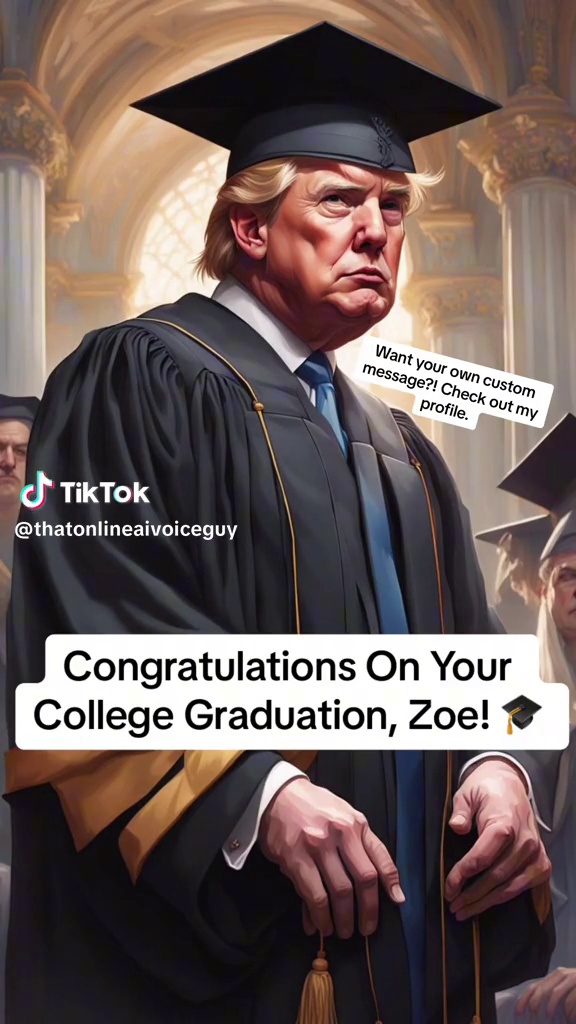 Want your own custom
message?! Check out my
profile.
TikTok
@thatonlineaivoiceguy
Congratulations On Your
College Graduation, Zoe! 🎓